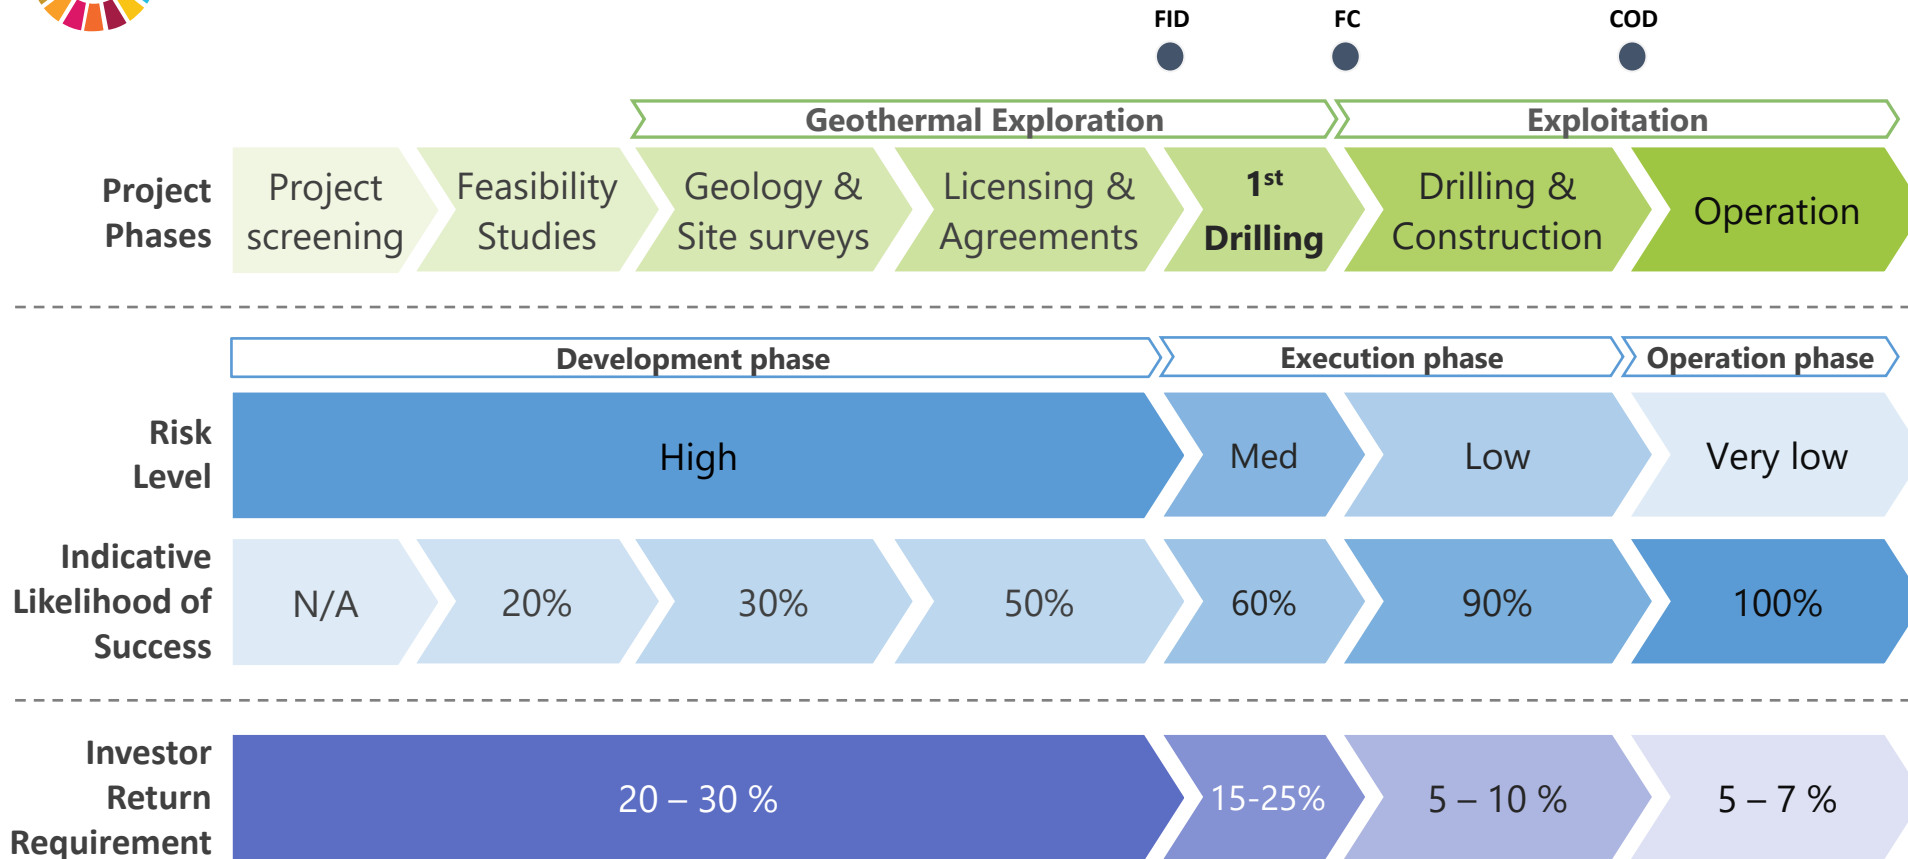 FID FC COD
Geothermal Exploration Exploitation
Project
Phases
Project
screening
Feasibility
Studies
Geology &
Site surveys
Licensing &
Agreements
1st
Drilling
Drilling &
Construction
Operation
Development phase Execution phase Operation phase
Risk
Level
High Med Low Very low
Indicative
Likelihood of
Success
N/A 20% 30% 50% 60% 90% 100%
Investor
Return
Requirement
20 – 30 % 15-25% 5 – 10 % 5 – 7 %